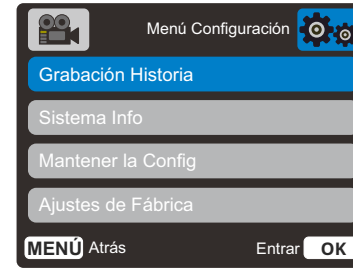 Menú Configuración
Grabación Historia
Sistema Info
Mantener la Config
Ajustes de Fábrica
MENÚ Atrás Entrar OK